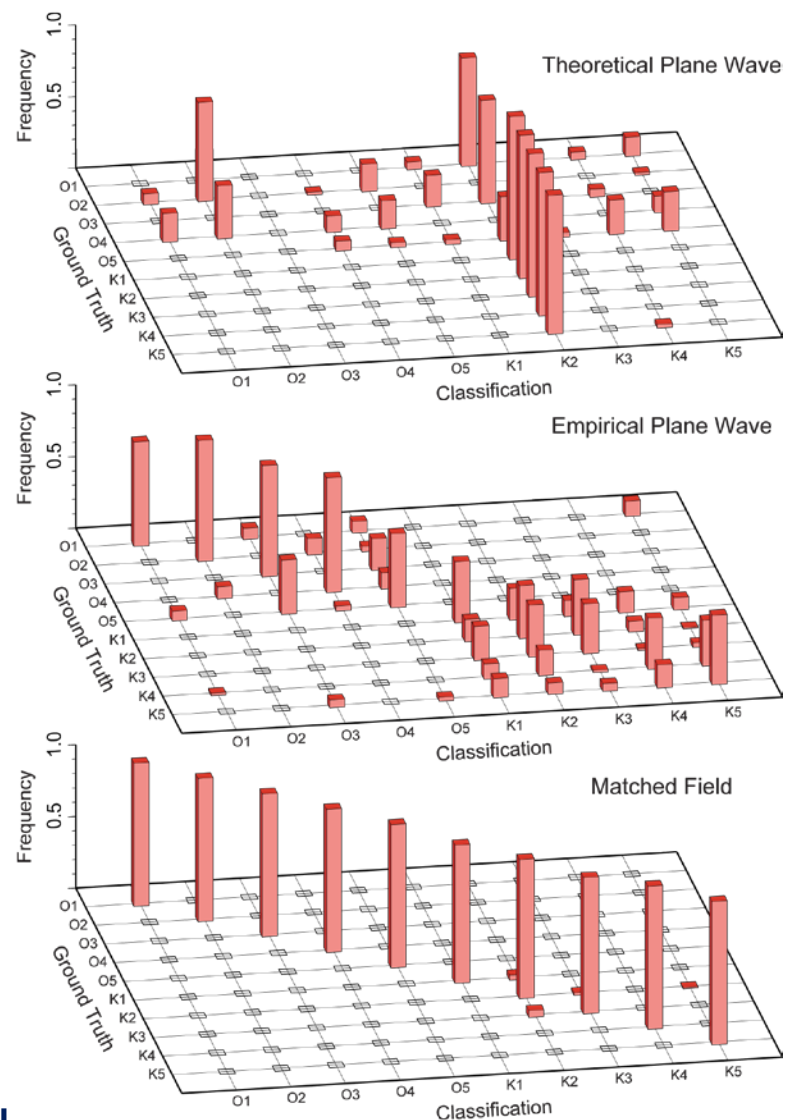 1.0
Theoretical Plane Wave
Frequency
0.5
O1
O2
O3
O4
O5
K1
K2
K3
K4
K5
Ground Truth
O1 O2 O3 O4 O5 K1 K2 K3 K4 K5
Classification
1.0
Empirical Plane Wave
Frequency
0.5
O1
O2
O3
O4
O5
K1
K2
K3
K4
K5
Ground Truth
O1 O2 O3 O4 O5 K1 K2 K3 K4 K5
Classification
1.0
Matched Field
Frequency
0.5
O1
O2
O3
O4
O5
K1
K2
K3
K4
K5
Ground Truth
O1 O2 O3 O4 O5 K1 K2 K3 K4 K5
Classification